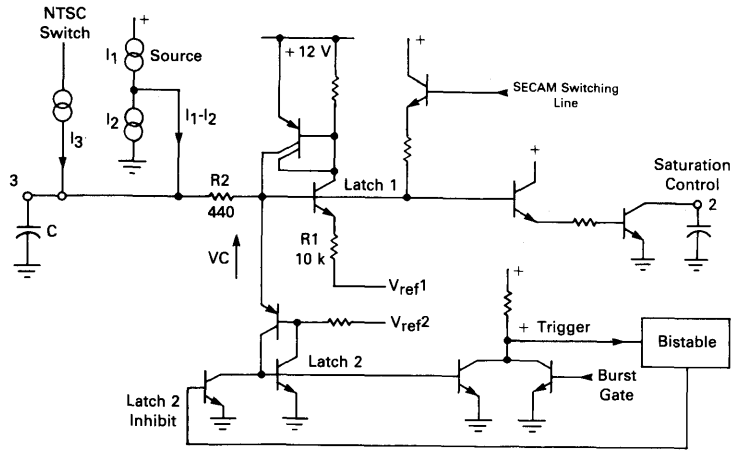 NTSC
Switch
+
I1
Source
I2
I1-I2
I3
+ 12 V
+
SECAM Switching
Line
3
C
R2
440
Latch 1
+
Saturation
Control
2
VC
R1
10 k
Vref1
+
Vref2
+ Trigger
Bistable
Latch 2
Burst
Gate
Latch 2
Inhibit